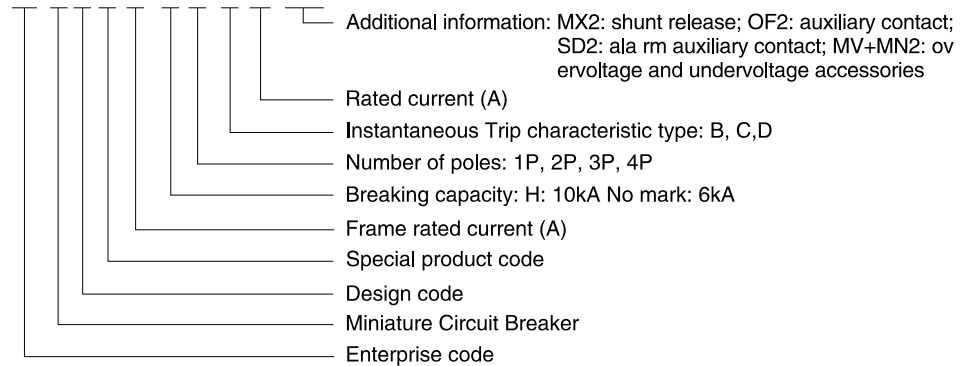 Additional information: MX2: shunt release; OF2: auxiliary contact;
SD2: ala rm auxiliary contact; MV+MN2: ov
ervoltage and undervoltage accessories
Rated current (A)
Instantaneous Trip characteristic type: B, C,D
Number of poles: 1P, 2P, 3P, 4P
Breaking capacity: H: 10kA No mark: 6kA
Frame rated current (A)
Special product code
Design code
Miniature Circuit Breaker
Enterprise code